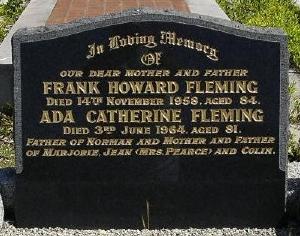 In Loving Memory
Of
OUR DEAR MOTHER AND FATHER
FRANK HOWARD FLEMING
DIED 14TH NOVEMBER 1958, AGED 84.
ADA CATHERINE FLEMING
DIED 3RD JUNE 1964, AGED 81.
FATHER OF NORMAN AND MOTHER AND FATHER
OF MARJORIE, JEAN (MRS. PEARCE) AND COLIN.